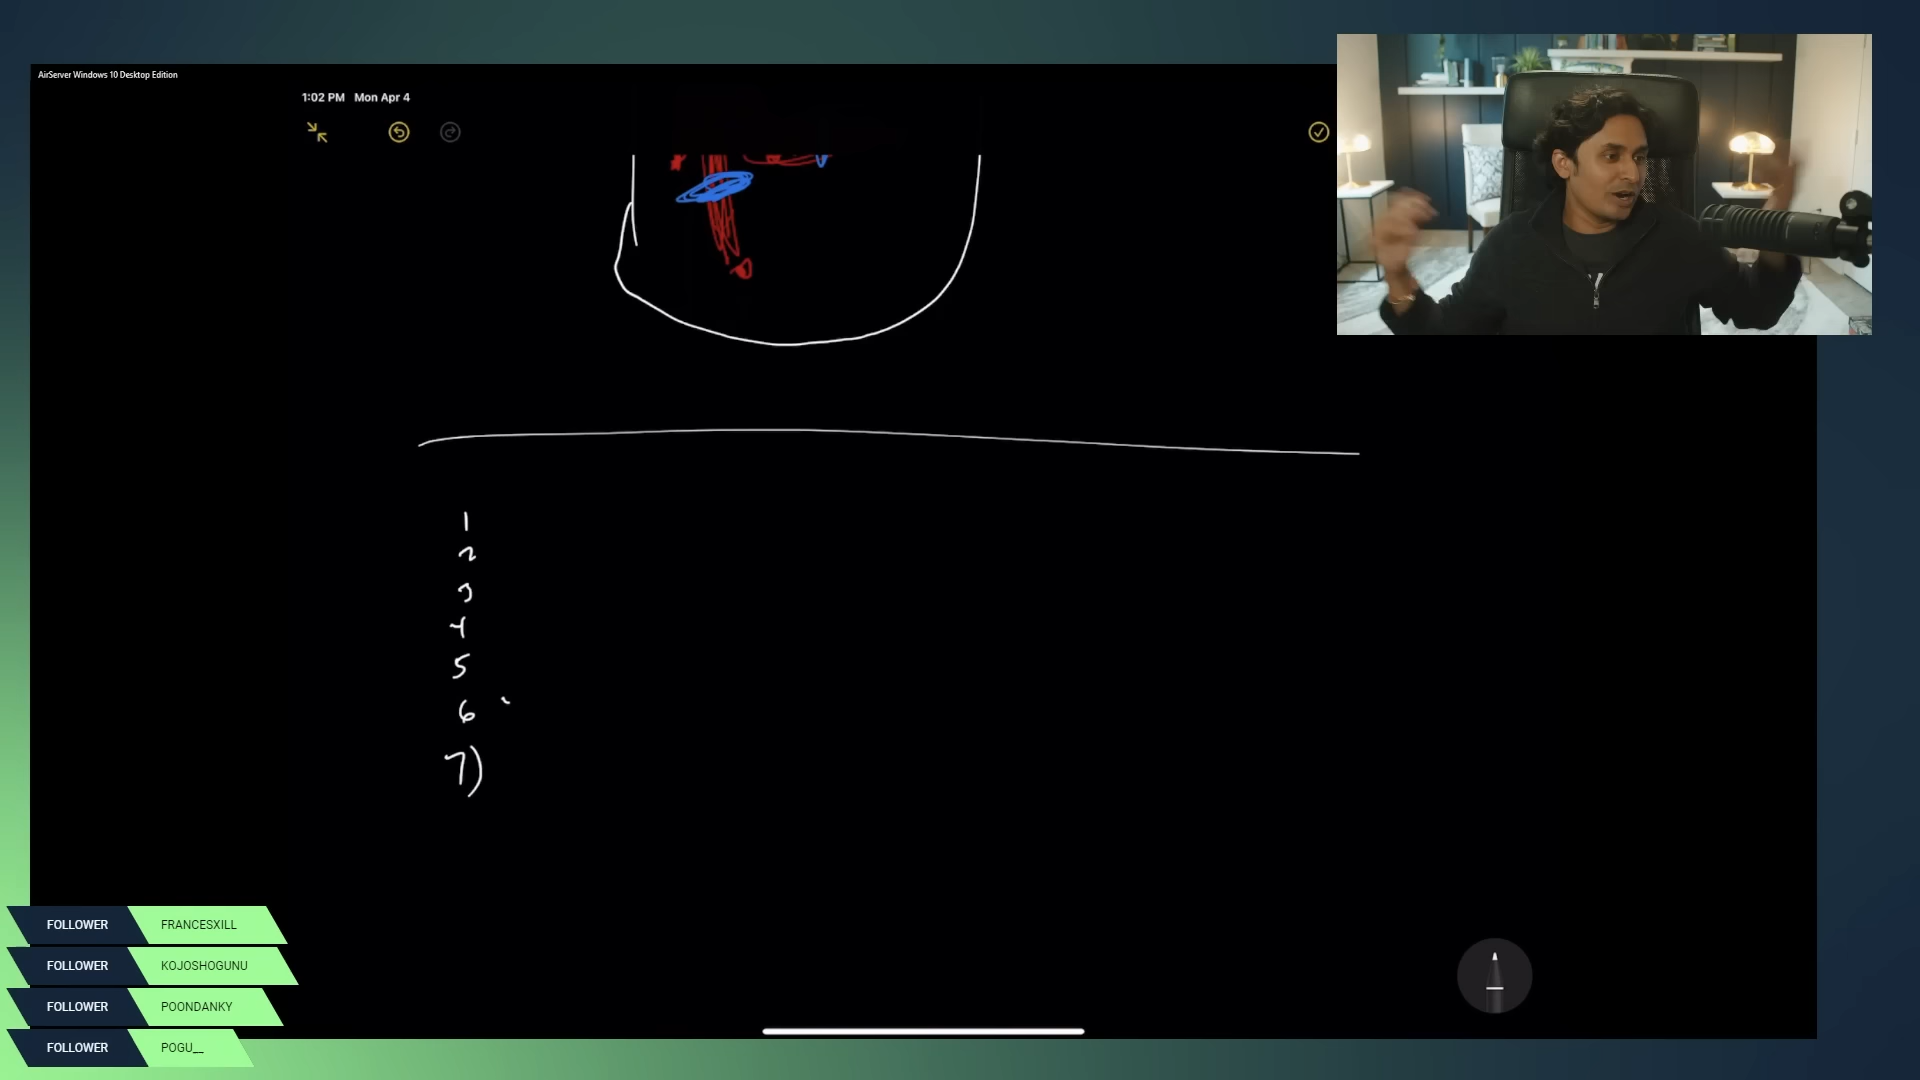 AirServer Windows 10 Desktop Edition
1:02 PM Mon Apr 4
1
2
3
4
5
6
7)
FOLLOWER FRANCESXILL
FOLLOWER KOJOSHOGUNU
FOLLOWER POONDANKY
FOLLOWER POGU__